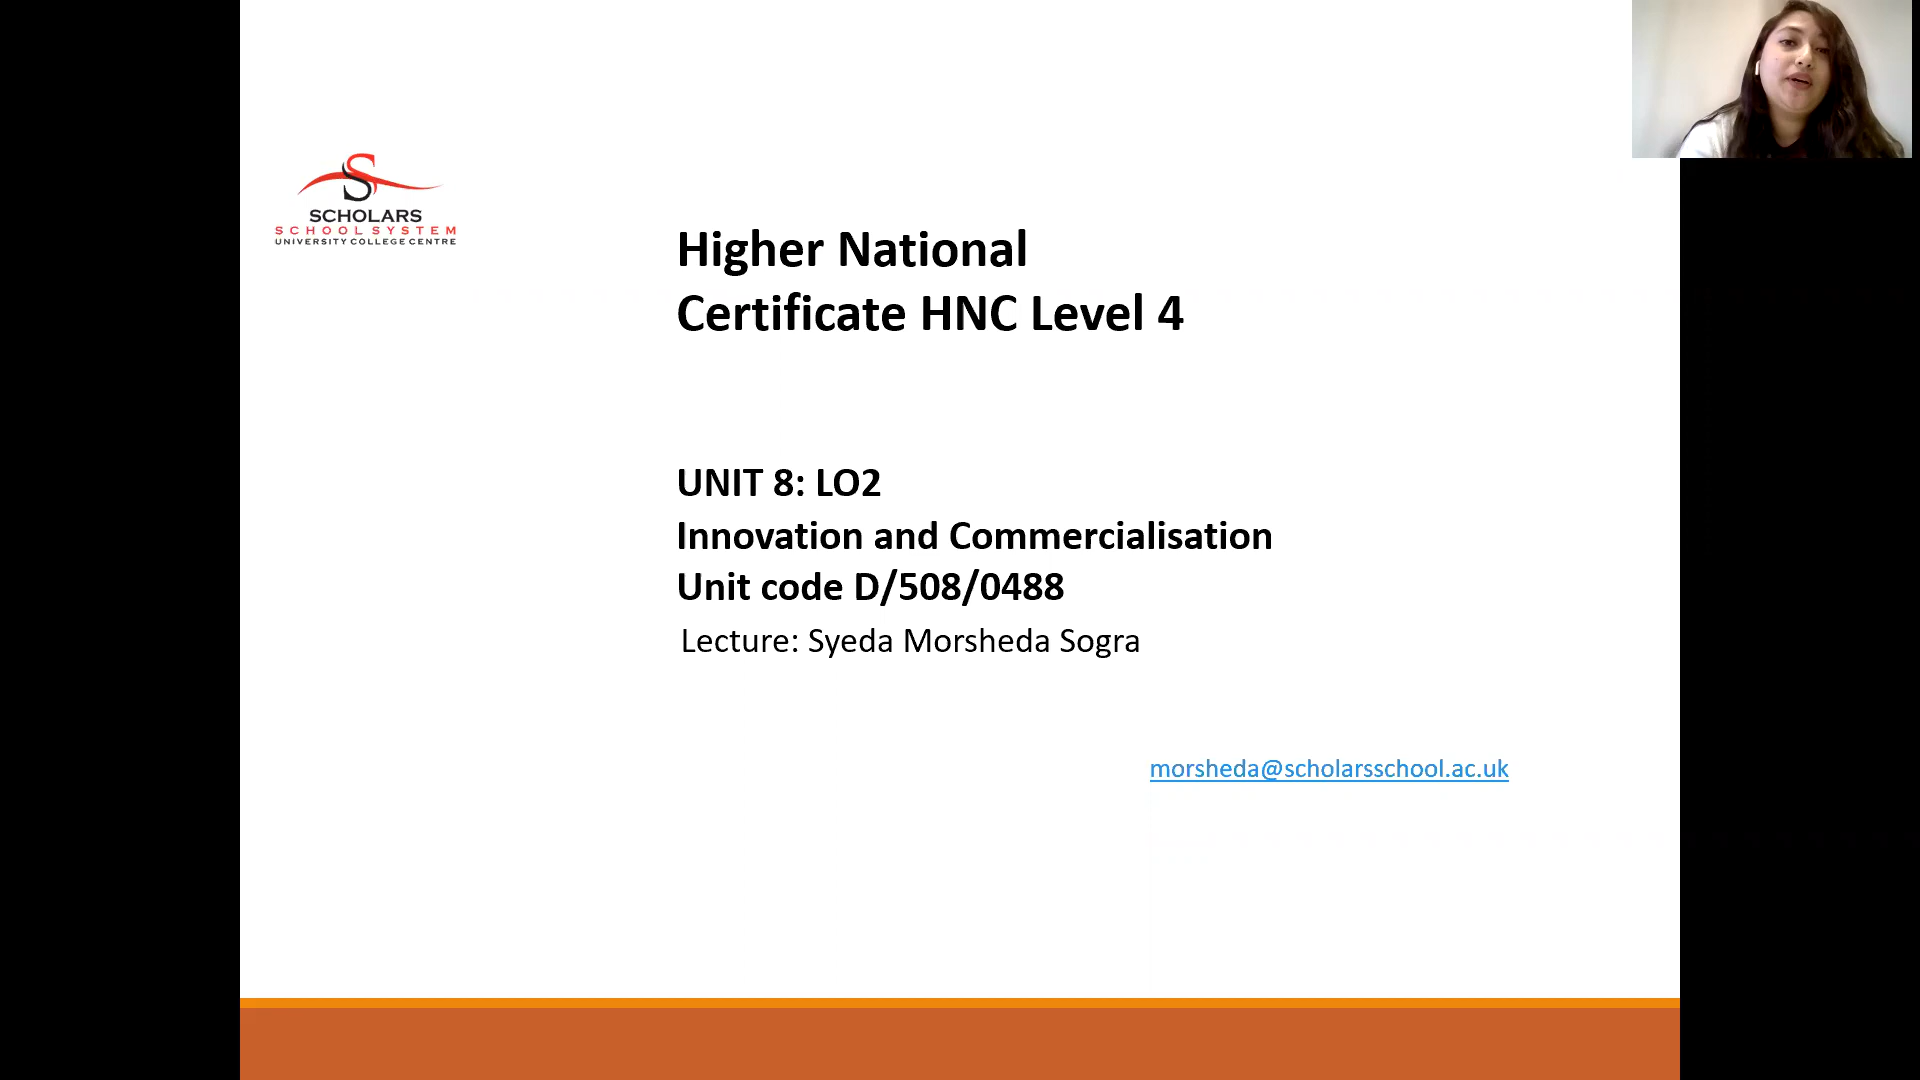 S
SCHOLARS
SCHOOL SYSTEM
UNIVERSITY COLLEGE CENTRE
Higher National
Certificate HNC Level 4
UNIT 8: LO2
Innovation and Commercialisation
Unit code D/508/0488
Lecture: Syeda Morsheda Sogra
morsheda@scholarsschool.ac.uk